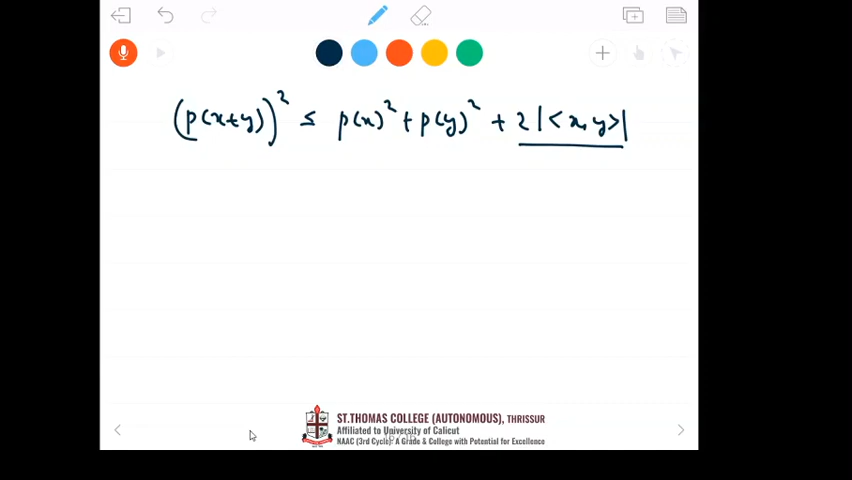 (p(x+y))² ≤ p(x)² + p(y)² + 2|<x,y>|
ST.THOMAS COLLEGE (AUTONOMOUS), THRISSUR
Affiliated to University of Calicut
NAAC (3rd Cycle): A Grade & College with Potential for Excellence